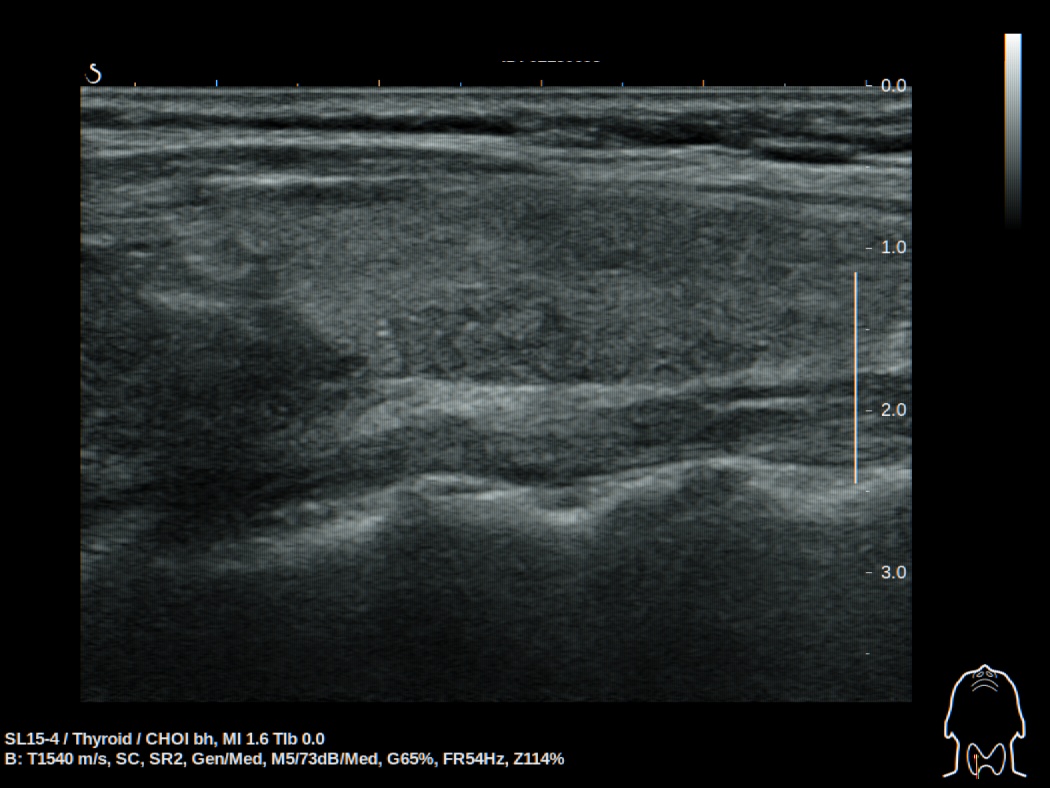 0.0
1.0
2.0
3.0
SL15-4 / Thyroid / CHOI bh, MI 1.6 TIb 0.0
B: T1540 m/s, SC, SR2, Gen/Med, M5/73dB/Med, G65%, FR54Hz, Z114%